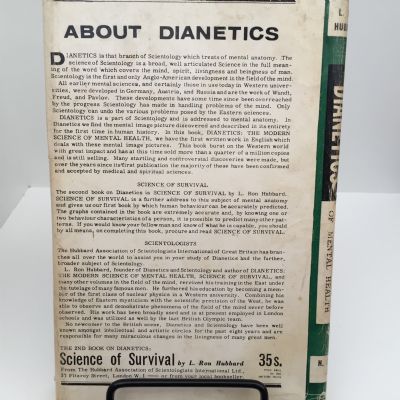 ABOUT DIANETICS
DIANETICS is that branch of Scientology which treats of mental anatomy. The
science of Scientology is a broad, well articulated Science in the full mean-
ing of the word which covers the mind, spirit, livingness and beingness of man.
Scientology is the first and only Anglo-American development in the field of the mind.
All earlier mental sciences, and certainly those in use today in Western univer-
sities, were developed in Germany, Austria, and Russia and are the work of Wundt,
Freud, and Pavlov. These developments have some time since been overreached
by the progress Scientology has made in handling problems of the mind. Only
Scientology can undo the various problems posed by the Eastern sciences.
DIANETICS is a part of Scientology and is addressed to mental anatomy. In
Dianetics we find the mental image picture discovered and described in its entirety
for the first time in human history. In this book, DIANETICS: THE MODERN
SCIENCE OF MENTAL HEALTH, we have the first written work in English which
deals with these mental image pictures. This book burst on the Western world
with great impact and has at this time sold more than a quarter of a million copies
and is still selling. Many startling and controversial discoveries were made, but
over the years since its first publication the majority of these have been confirmed
and accepted by medical and spiritual sciences.
SCIENCE OF SURVIVAL
The second book on Dianetics is SCIENCE OF SURVIVAL by L. Ron Hubbard.
SCIENCE OF SURVIVAL is a further address to this subject of mental anatomy
and gives us our first book by which human behaviour can be accurately predicted.
The graphs contained in the book are extremely accurate and, by knowing one or
two behaviour characteristics of a person, it is possible to predict many other pat-
terns. If you would know your fellow man and know of what he is capable, you should
by all means, on completing this book, procure and read SCIENCE OF SURVIVAL.
SCIENTOLOGISTS
The Hubbard Association of Scientologists International of Great Britain has bran-
ches all over the world to assist you in your study of Dianetics and the further,
broader subject of Scientology.
L. Ron Hubbard, founder of Dianetics and Scientology and author of DIANETICS:
THE MODERN SCIENCE OF MENTAL HEALTH, SCIENCE OF SURVIVAL, and
many other volumes in the field of the mind, received his training in the East under
the tutelage of many famous men. He furthered his education by becoming a mem-
ber of the first class of nuclear physics in a Western university. Combining his
knowledge of Eastern mysticism with the scientific precision of the West, he was
able to observe and demonstrate phenomena of the field of the mind never before
observed. His work has been broadly used and is at present employed in London
schools and was utilized as well by the last British Olympic team.
No newcomer to the British scene, Dianetics and Scientology have been well
known amongst intellectual and artistic circles for the past eight years and are
responsible for many miraculous changes in the livingness of many great men.
THE 2ND BOOK ON DIANETICS:
Science of Survival by L. Ron Hubbard 35s.
From The Hubbard Association of Scientologists International Ltd.,
37 Fitzroy Street, London W.1 or from your local bookseller.
L.
HUB
DIANETICS
OF MENTAL HEALTH
H.